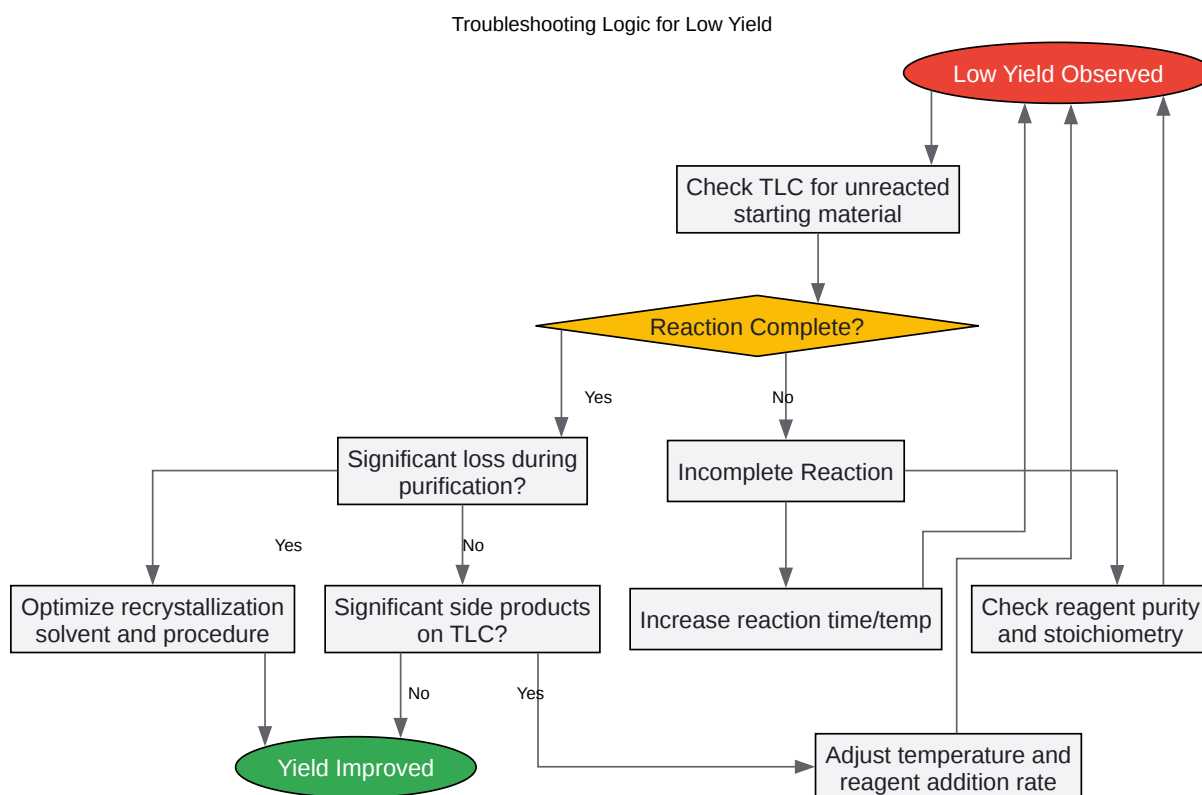 Troubleshooting Logic for Low Yield
Low Yield Observed
Check TLC for unreacted
starting material
Reaction Complete?
Yes
No
Significant loss during
purification?
Incomplete Reaction
Yes
No
Optimize recrystallization
solvent and procedure
Significant side products
on TLC?
Increase reaction time/temp
Check reagent purity
and stoichiometry
No
Yes
Yield Improved
Adjust temperature and
reagent addition rate